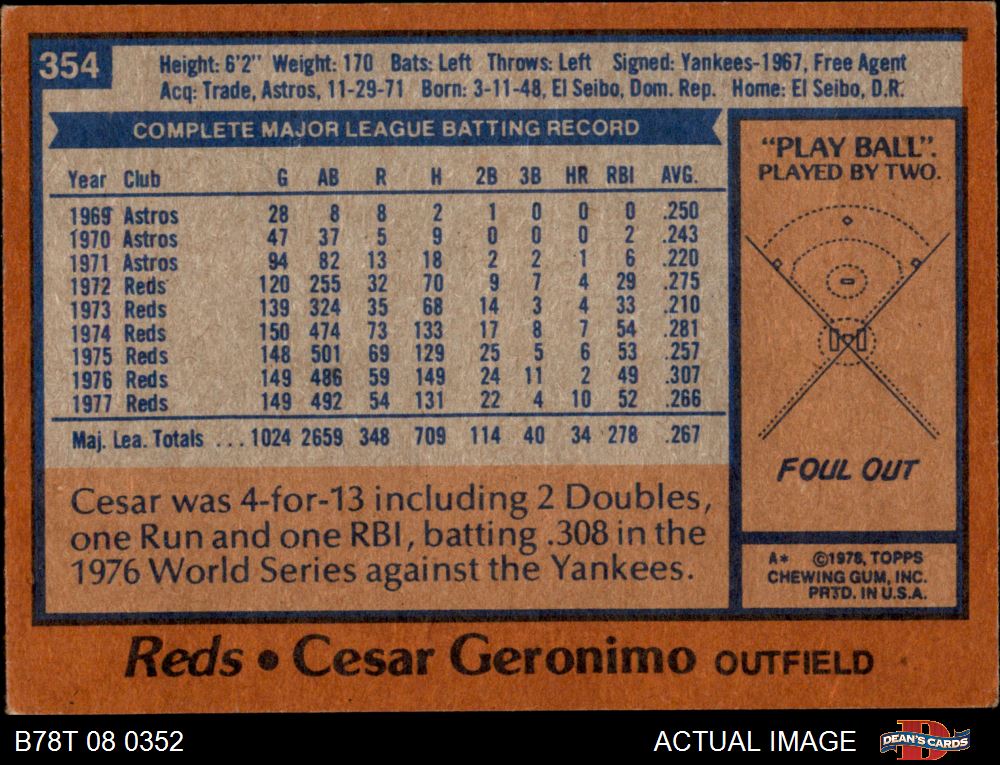 354
Height: 6'2" Weight: 170 Bats: Left Throws: Left Signed: Yankees-1967, Free Agent
Acq: Trade, Astros, 11-29-71 Born: 3-11-48, El Seibo, Dom. Rep. Home: El Seibo, D.R.
COMPLETE MAJOR LEAGUE BATTING RECORD
Year Club G AB R H 2B 3B HR RBI AVG.
1969 Astros 28 8 8 2 1 0 0 0 .250
1970 Astros 47 37 5 9 0 0 0 2 .243
1971 Astros 94 82 13 18 2 2 1 6 .220
1972 Reds 120 255 32 70 9 7 4 29 .275
1973 Reds 139 324 35 68 14 3 4 33 .210
1974 Reds 150 474 73 133 17 8 7 54 .281
1975 Reds 148 501 69 129 25 5 6 53 .257
1976 Reds 149 486 59 149 24 11 2 49 .307
1977 Reds 149 492 54 131 22 4 10 52 .266
Maj. Lea. Totals ... 1024 2659 348 709 114 40 34 278 .267
Cesar was 4-for-13 including 2 Doubles,
one Run and one RBI, batting .308 in the
1976 World Series against the Yankees.
"PLAY BALL".
PLAYED BY TWO.
FOUL OUT
A* ©1978, TOPPS
CHEWING GUM, INC.
PRTD. IN U.S.A.
Reds • Cesar Geronimo OUTFIELD
B78T 08 0352
ACTUAL IMAGE
DEAN'S CARDS